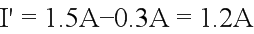 I' = 1.5A−0.3A = 1.2A